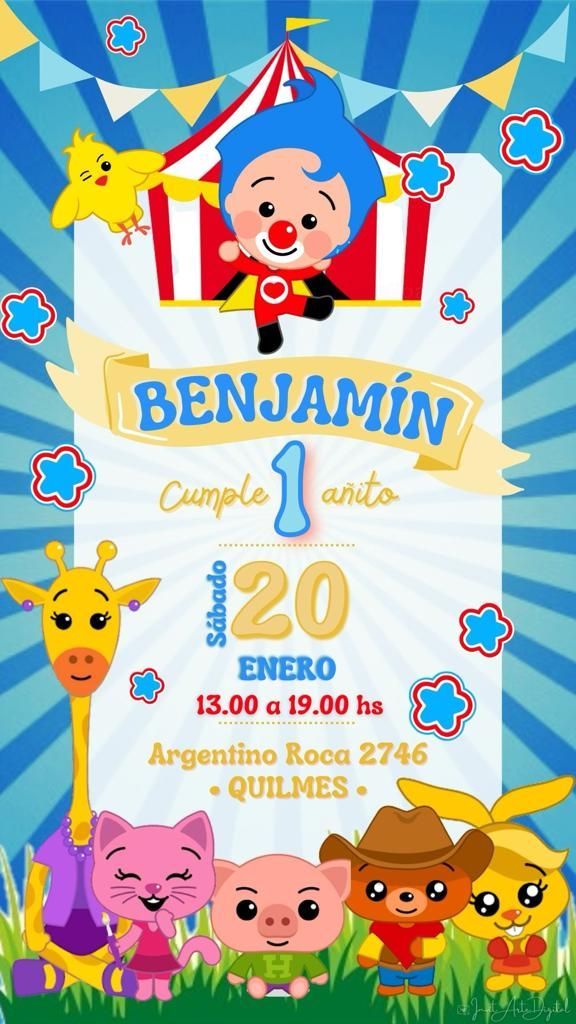 BENJAMÍN
Cumple 1 añito
Sábado 20
ENERO
13.00 a 19.00 hs
Argentino Roca 2746
• QUILMES •
H